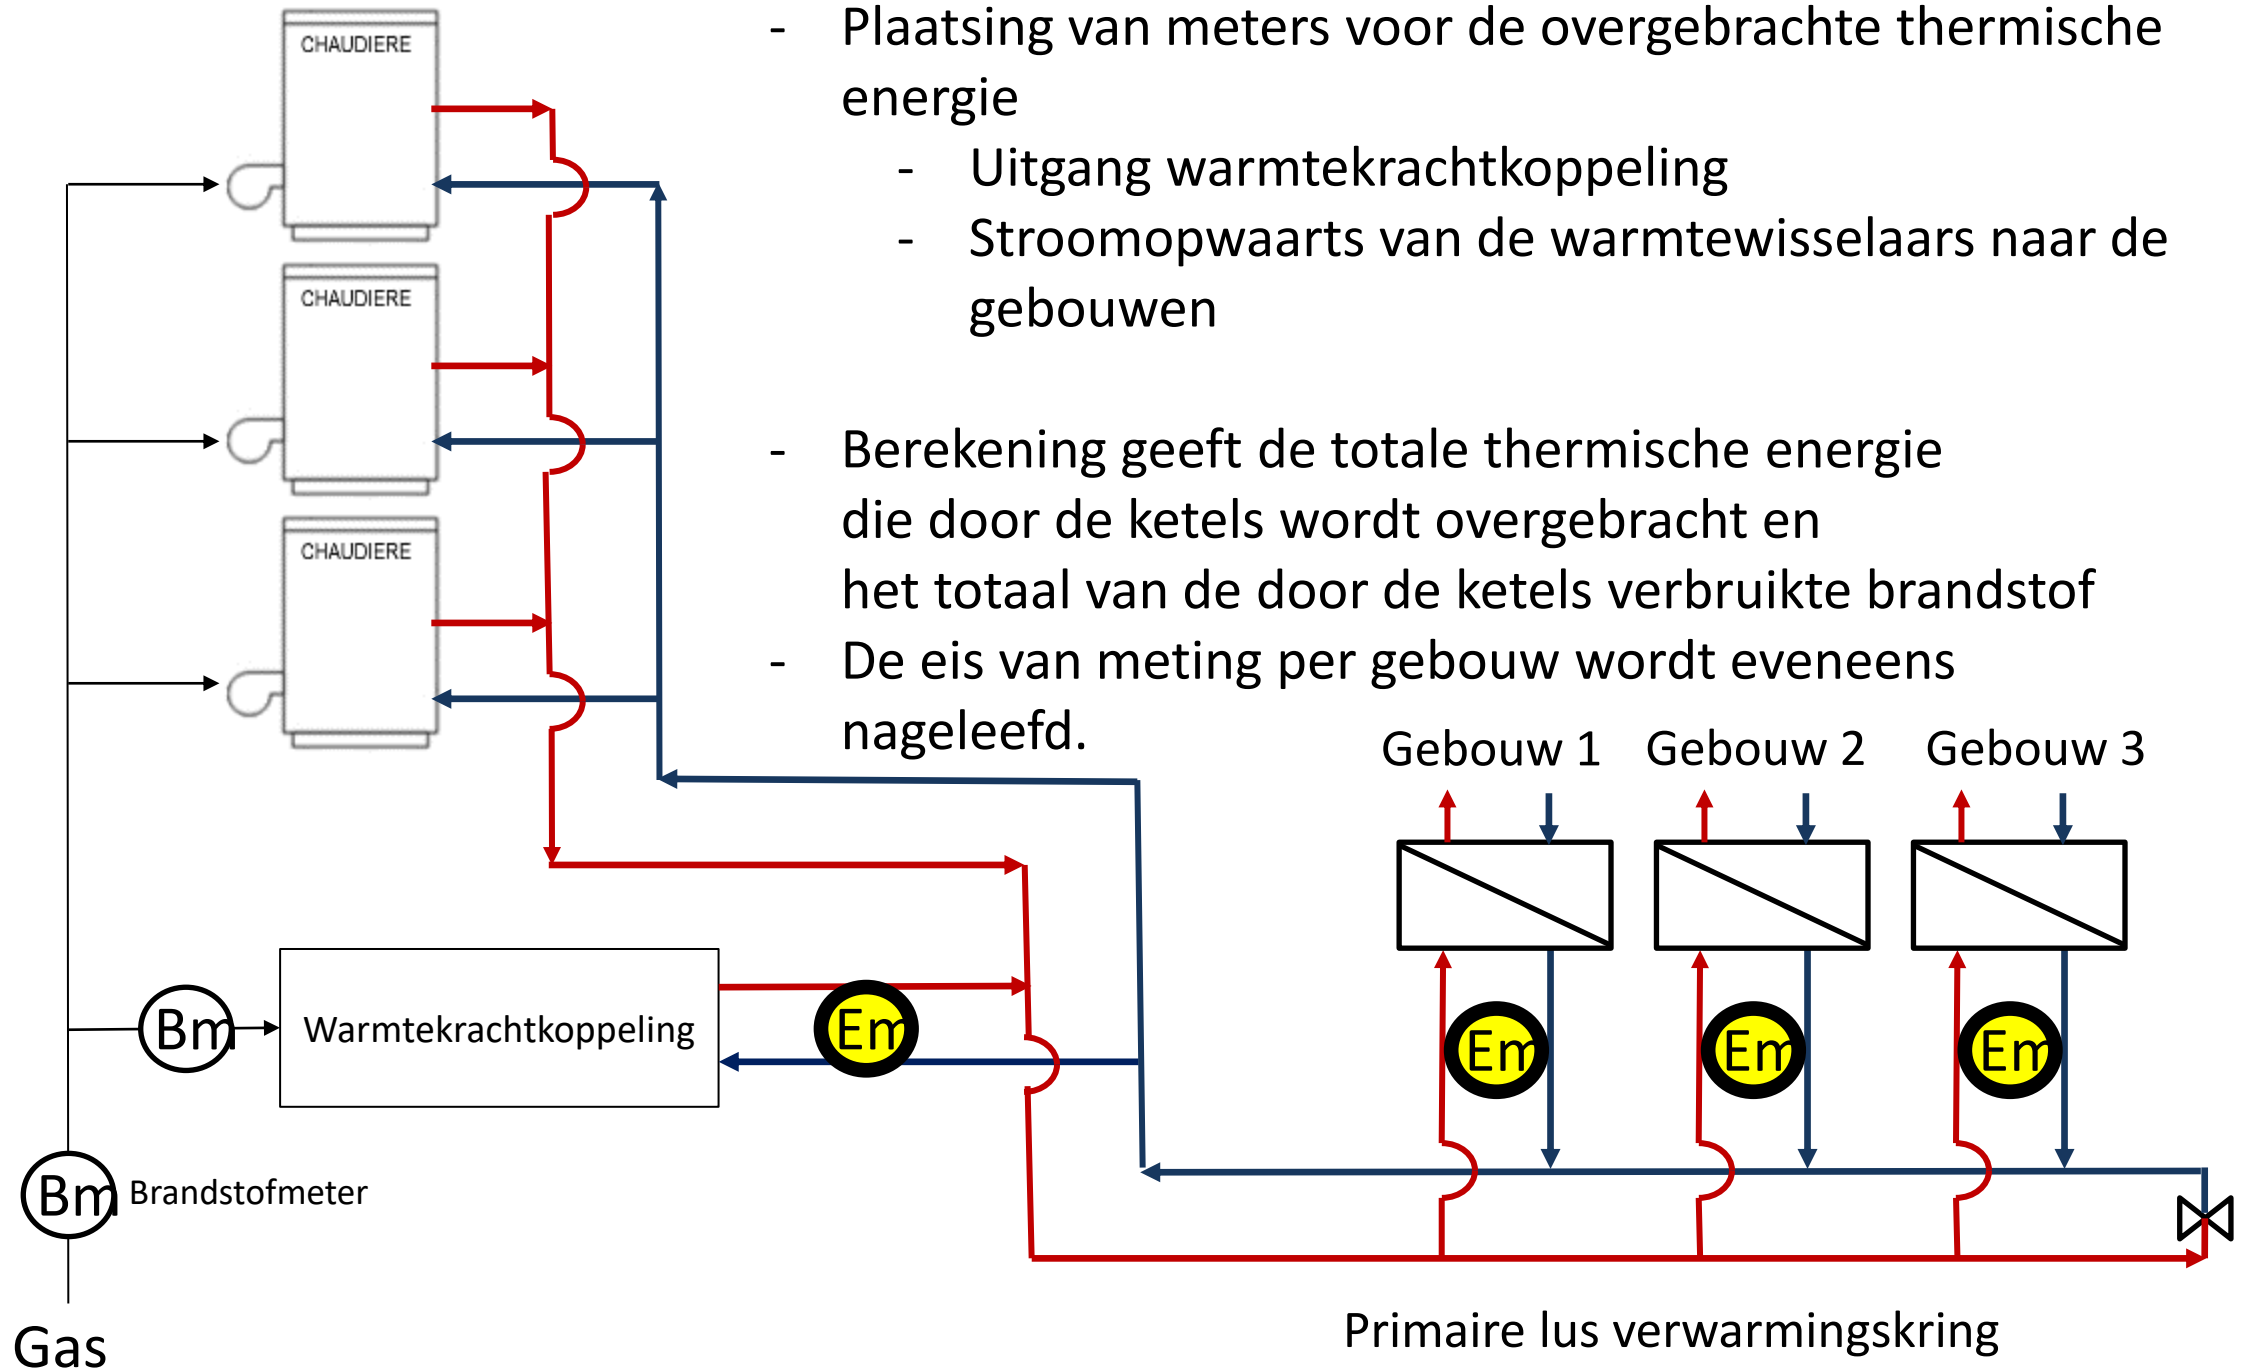 CHAUDIERE
CHAUDIERE
CHAUDIERE
- Plaatsing van meters voor de overgebrachte thermische
energie
- Uitgang warmtekrachtkoppeling
- Stroomopwaarts van de warmtewisselaars naar de
gebouwen
- Berekening geeft de totale thermische energie
die door de ketels wordt overgebracht en
het totaal van de door de ketels verbruikte brandstof
- De eis van meting per gebouw wordt eveneens
nageleefd.
Gebouw 1 Gebouw 2 Gebouw 3
Bm Warmtekrachtkoppeling Em
Em Em Em
Bm Brandstofmeter
Gas
Primaire lus verwarmingskring